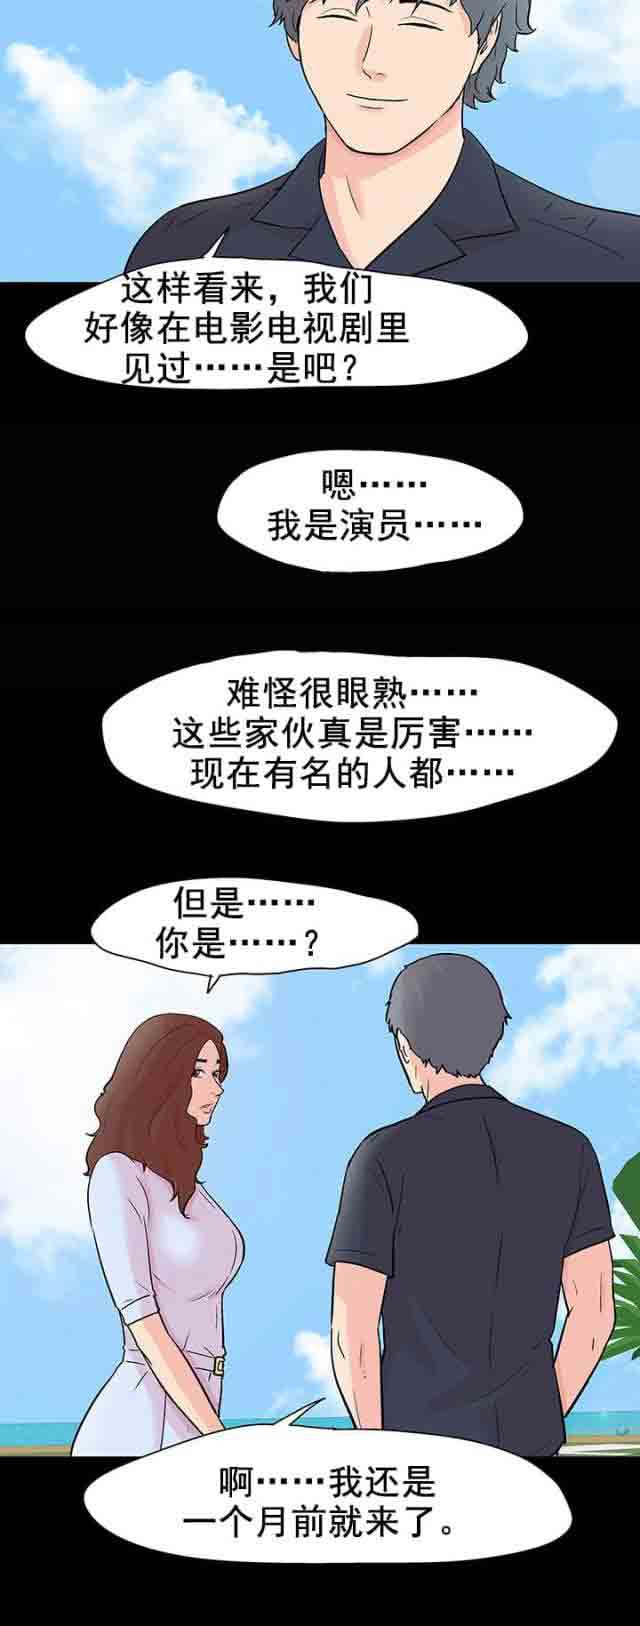 这样看来，我们
好像在电影电视剧里
见过……是吧？
嗯……
我是演员……
难怪很眼熟……
这些家伙真是厉害……
现在有名的人都……
但是……
你是……？
啊……我还是
一个月前就来了。